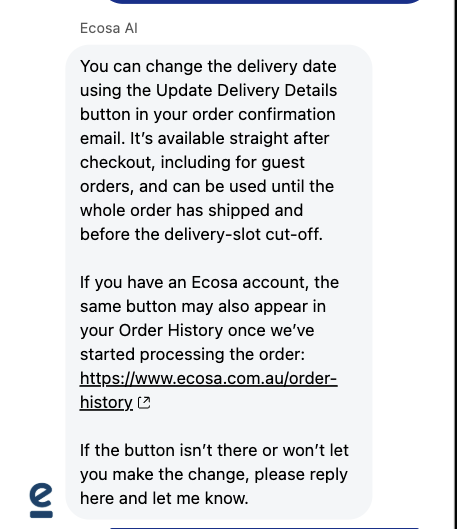 Ecosa AI
You can change the delivery date
using the Update Delivery Details
button in your order confirmation
email. It’s available straight after
checkout, including for guest
orders, and can be used until the
whole order has shipped and
before the delivery-slot cut-off.
If you have an Ecosa account, the
same button may also appear in
your Order History once we’ve
started processing the order:
https://www.ecosa.com.au/order-
history
If the button isn’t there or won’t let
you make the change, please reply
here and let me know.
e